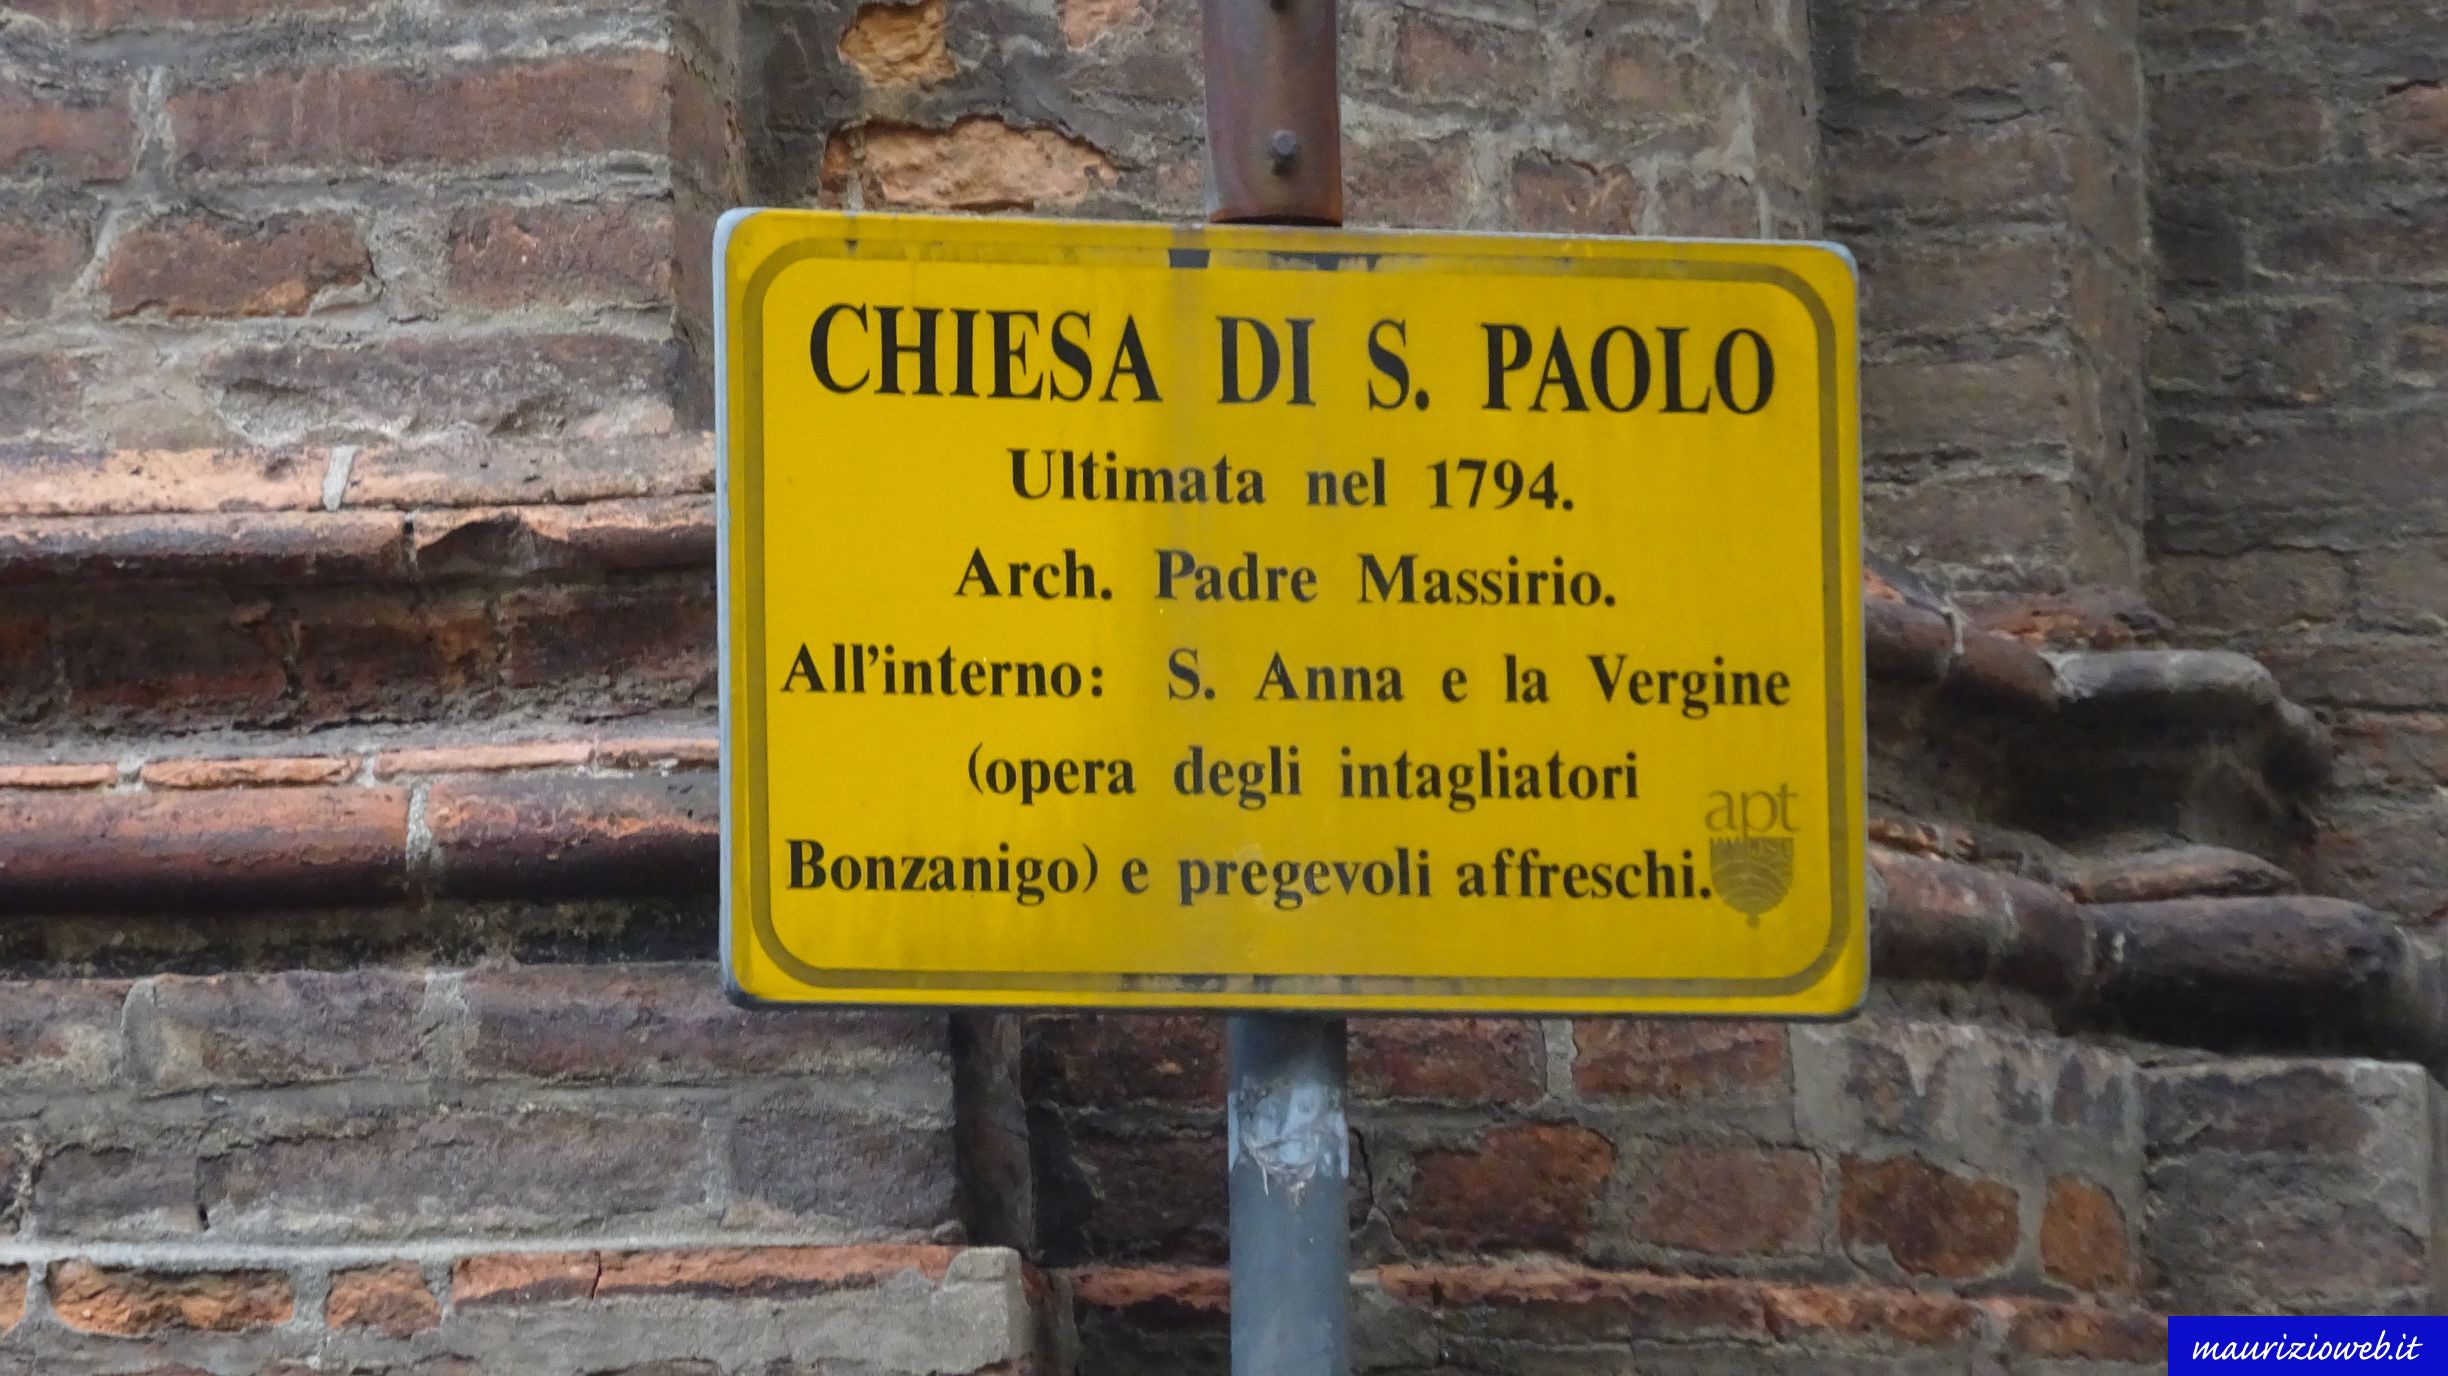 CHIESA DI S. PAOLO
Ultimata nel 1794.
Arch. Padre Massirio.
All'interno: S. Anna e la Vergine
(opera degli intagliatori
Bonzanigo) e pregevoli affreschi.
apt
maurizioweb.it